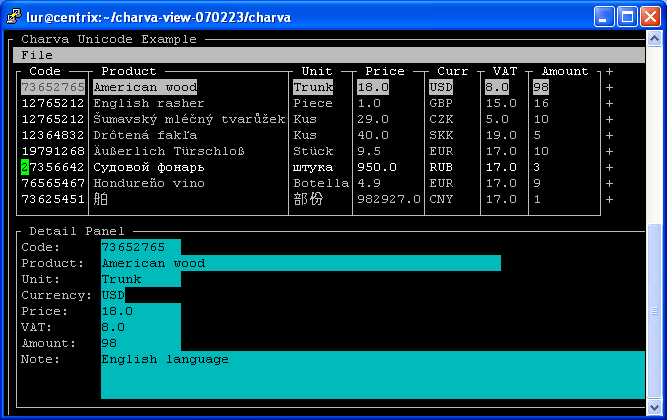 lur@centrix:~/charva-view-070223/charva
Charva Unicode Example
File
Code Product Unit Price Curr VAT Amount
73652765 American wood Trunk 18.0 USD 8.0 98
12765212 English rasher Piece 1.0 GBP 15.0 16
12765212 Šumavský mléčný tvarůžek Kus 29.0 CZK 5.0 10
12364832 Drôtená fakľa Kus 40.0 SKK 19.0 5
19791268 Äußerlich Türschloß Stück 9.5 EUR 17.0 10
27356642 Судовой фонарь штука 950.0 RUB 17.0 3
76565467 Hondureño vino Botella 4.9 EUR 17.0 9
73625451 船 部份 982927.0 CNY 17.0 1
Detail Panel
Code: 73652765
Product: American wood
Unit: Trunk
Currency: USD
Price: 18.0
VAT: 8.0
Amount: 98
Note: English language